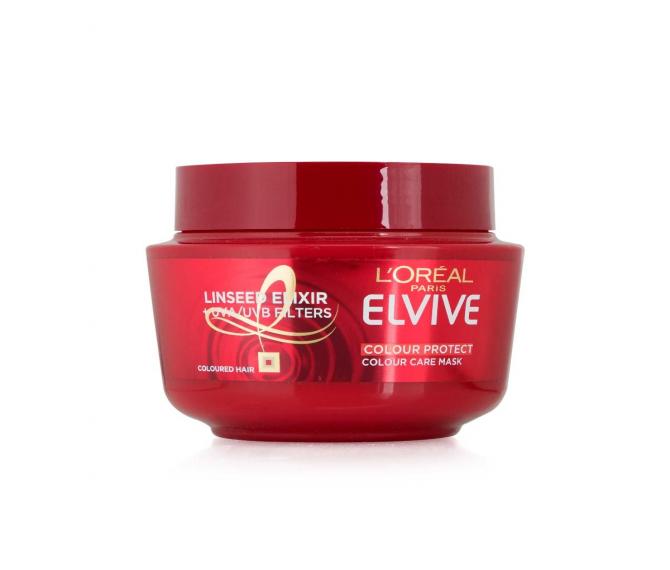 LINSEED ELIXIR
+ UVA/UVB FILTERS
COLOURED HAIR
L'ORÉAL
PARIS
ELVIVE
COLOUR PROTECT
COLOUR CARE MASK